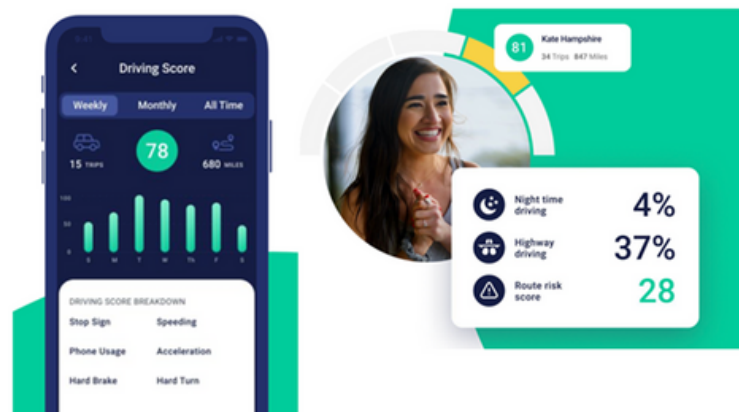 9:41
Driving Score
Weekly Monthly All Time
15 TRIPS
78
680 MILES
100
50
0
S M T W Th F S
DRIVING SCORE BREAKDOWN
Stop Sign Speeding
Phone Usage Acceleration
Hard Brake Hard Turn
81
Kate Hampshire
34 Trips 847 Miles
Night time
driving
4%
Highway
driving
37%
Route risk
score
28